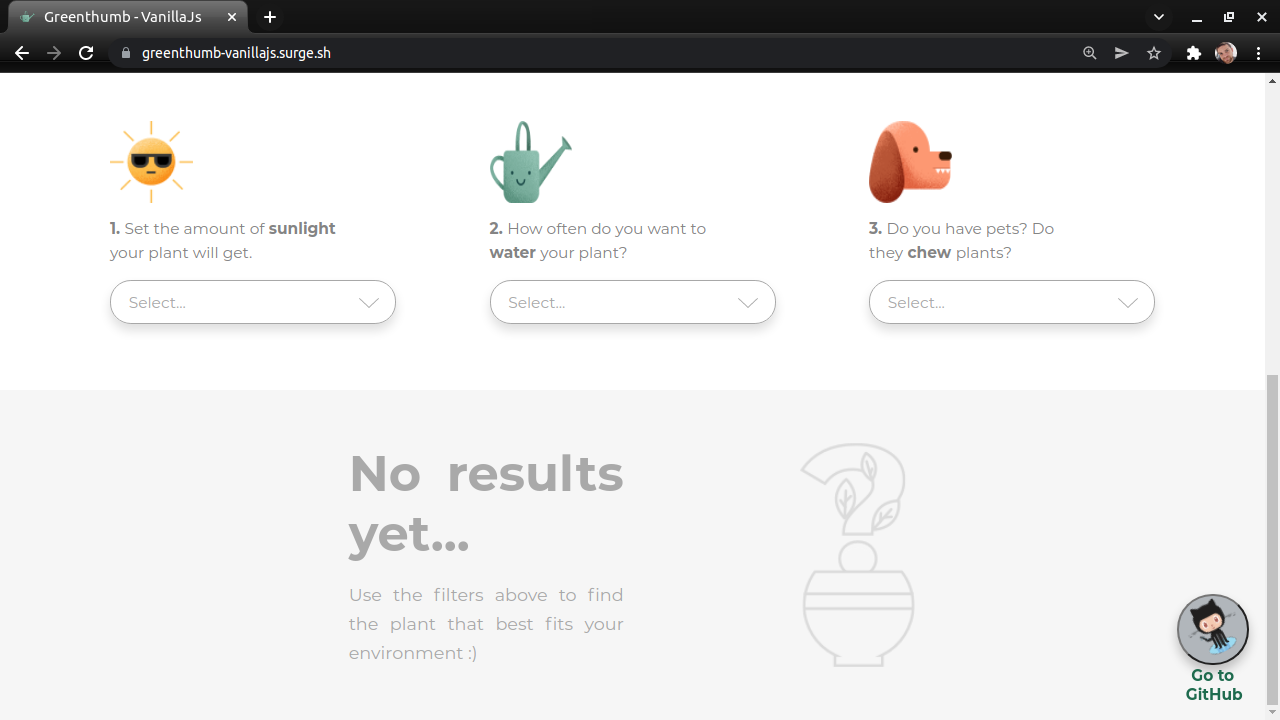 Greenthumb - VanillaJs
greenthumb-vanillajs.surge.sh
1. Set the amount of sunlight
your plant will get.
Select...
2. How often do you want to
water your plant?
Select...
3. Do you have pets? Do
they chew plants?
Select...
No results
yet...
Use the filters above to find
the plant that best fits your
environment :)
Go to
GitHub